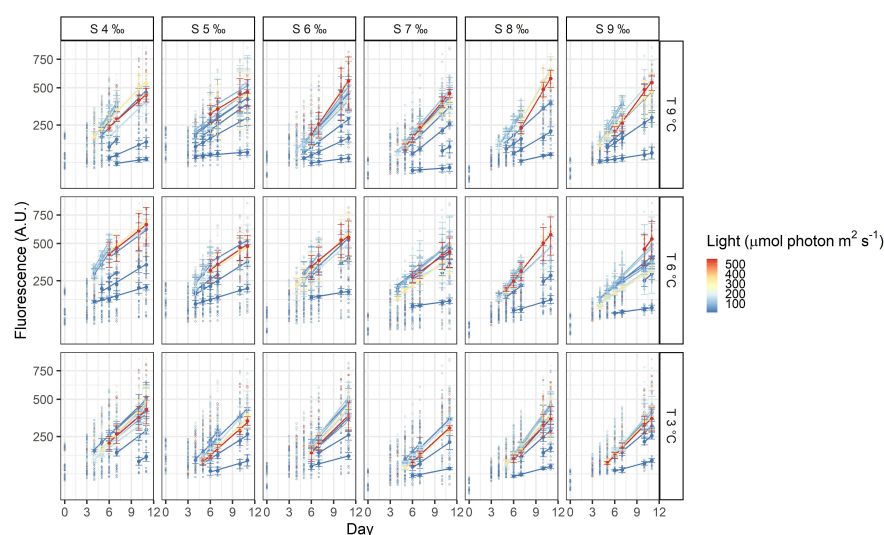 S 4 ‰ S 5 ‰ S 6 ‰ S 7 ‰ S 8 ‰ S 9 ‰
750
500
250
T 9 °C
750
500
250
T 6 °C
750
500
250
T 3 °C
Fluorescence (A.U.)
0 3 6 9 12 0 3 6 9 12 0 3 6 9 12 0 3 6 9 12 0 3 6 9 12 0 3 6 9 12
Day
Light (μmol photon m² s⁻¹)
500
400
300
200
100